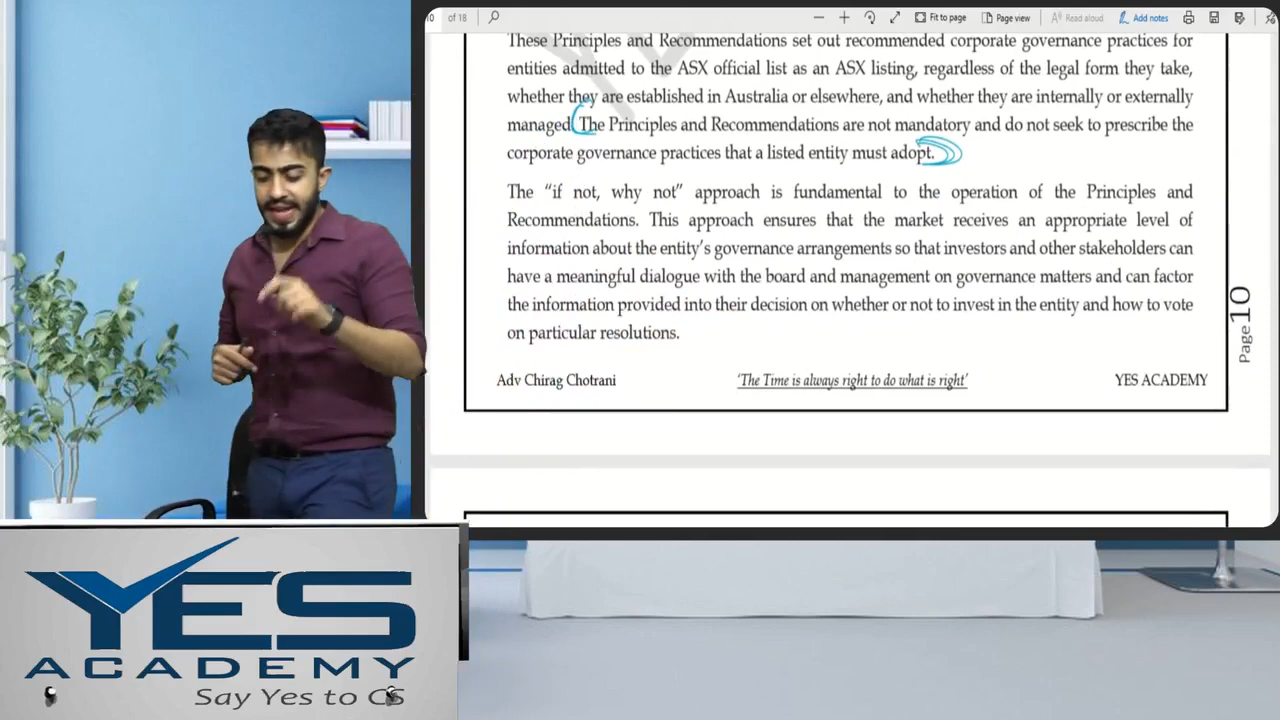 10 of 18
Fit to page
Page view
Read aloud
Add notes
These Principles and Recommendations set out recommended corporate governance practices for
entities admitted to the ASX official list as an ASX listing, regardless of the legal form they take,
whether they are established in Australia or elsewhere, and whether they are internally or externally
managed. The Principles and Recommendations are not mandatory and do not seek to prescribe the
corporate governance practices that a listed entity must adopt.
The “if not, why not” approach is fundamental to the operation of the Principles and
Recommendations. This approach ensures that the market receives an appropriate level of
information about the entity’s governance arrangements so that investors and other stakeholders can
have a meaningful dialogue with the board and management on governance matters and can factor
the information provided into their decision on whether or not to invest in the entity and how to vote
on particular resolutions.
Page 10
Adv Chirag Chotrani
‘The Time is always right to do what is right’
YES ACADEMY
YES
ACADEMY
Say Yes to CS